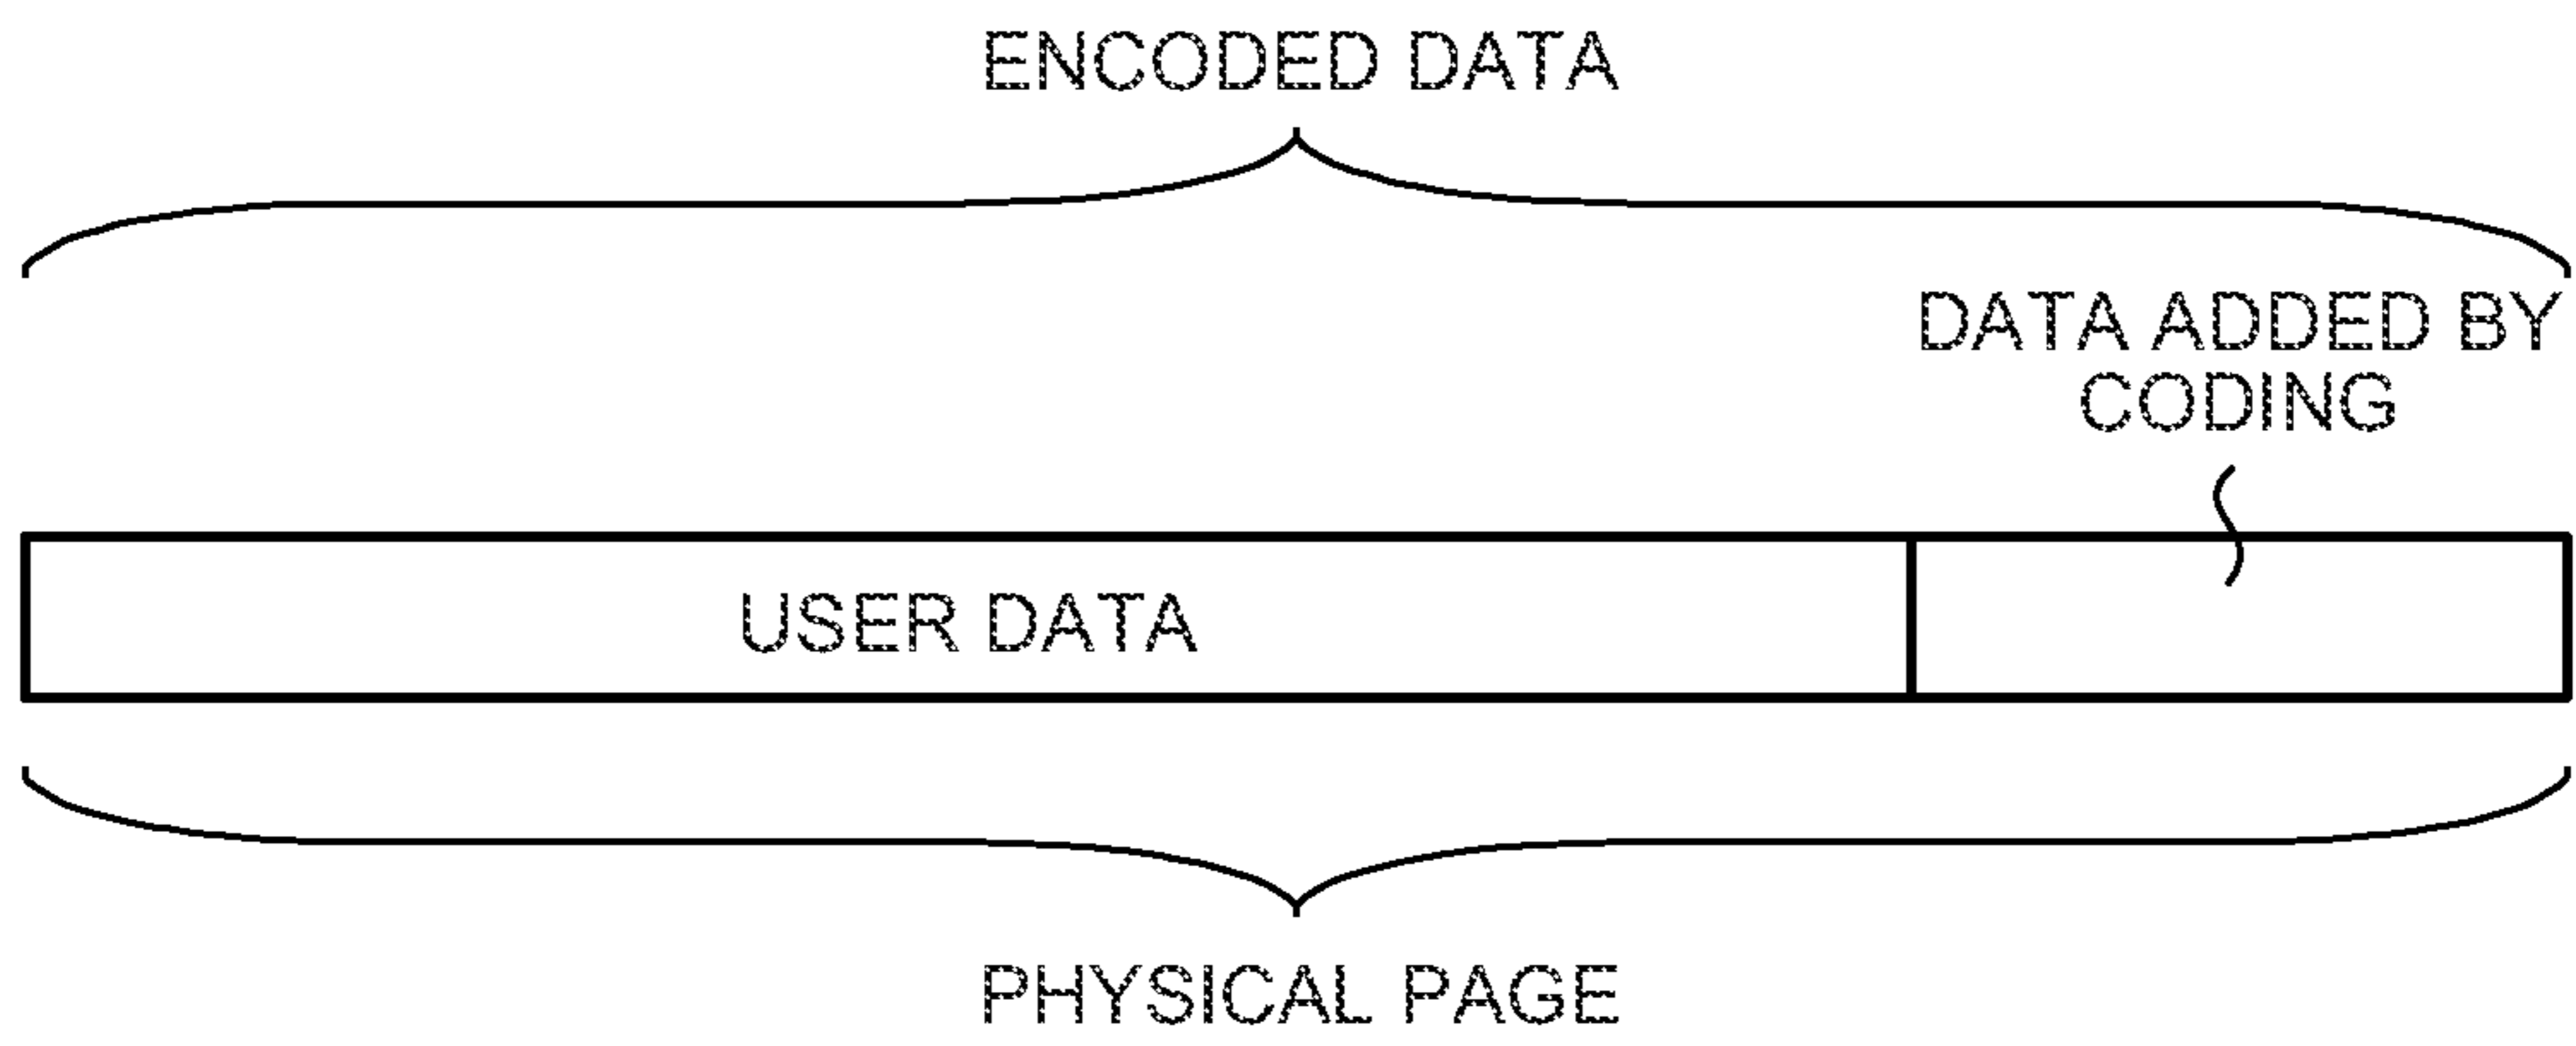 ENCODED DATA
DATA ADDED BY
CODING
USER DATA
PHYSICAL PAGE